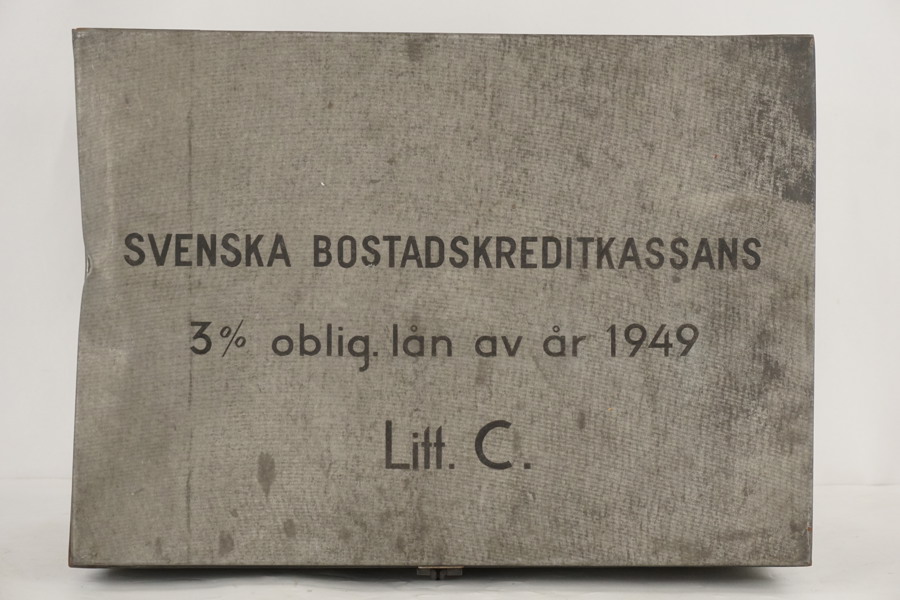 SVENSKA BOSTADSKREDITKASSANS
3% oblig. lån av år 1949
Litt. C.